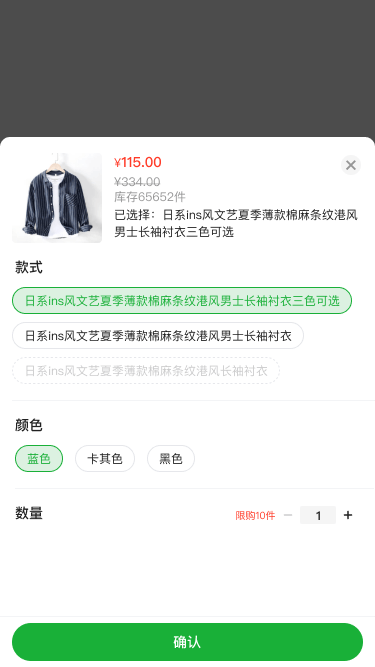 ¥115.00
¥334.00
库存65652件
已选择：日系ins风文艺夏季薄款棉麻条纹港风
男士长袖衬衣三色可选
款式
日系ins风文艺夏季薄款棉麻条纹港风男士长袖衬衣三色可选
日系ins风文艺夏季薄款棉麻条纹港风男士长袖衬衣
日系ins风文艺夏季薄款棉麻条纹港风长袖衬衣
颜色
蓝色 卡其色 黑色
数量 限购10件 − 1 +
确认